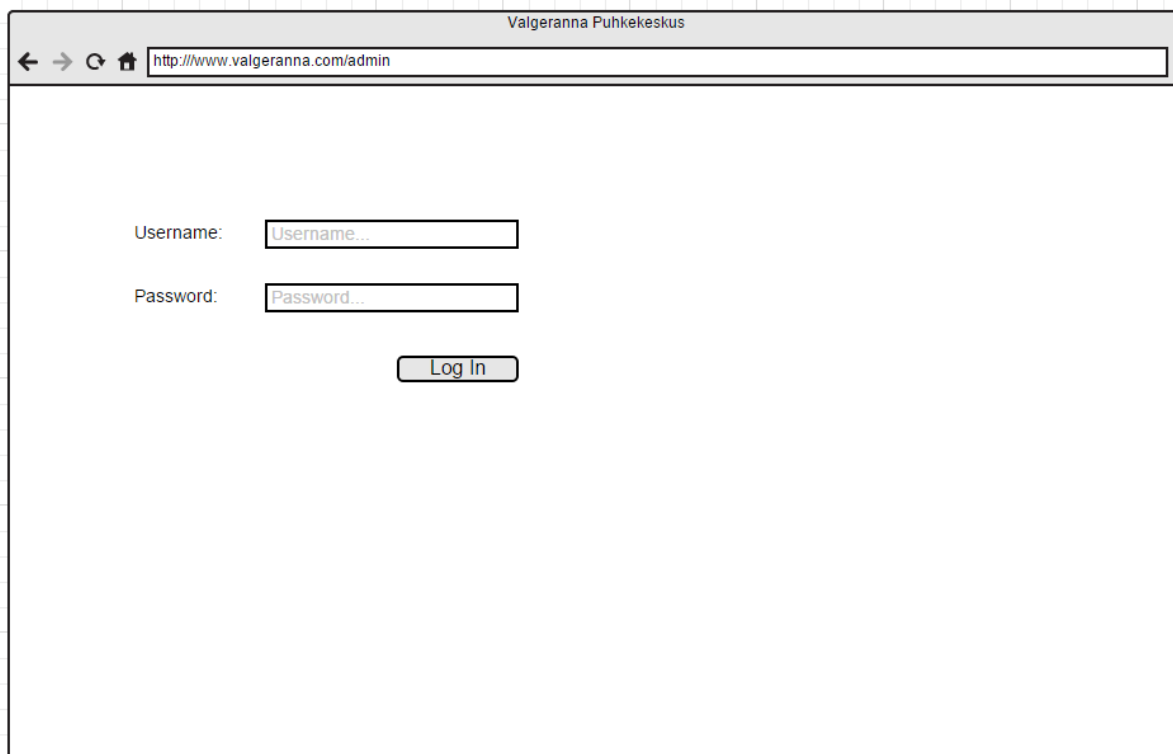 Valgeranna Puhkekeskus
http:///www.valgeranna.com/admin
Username: Username...
Password: Password...
Log In